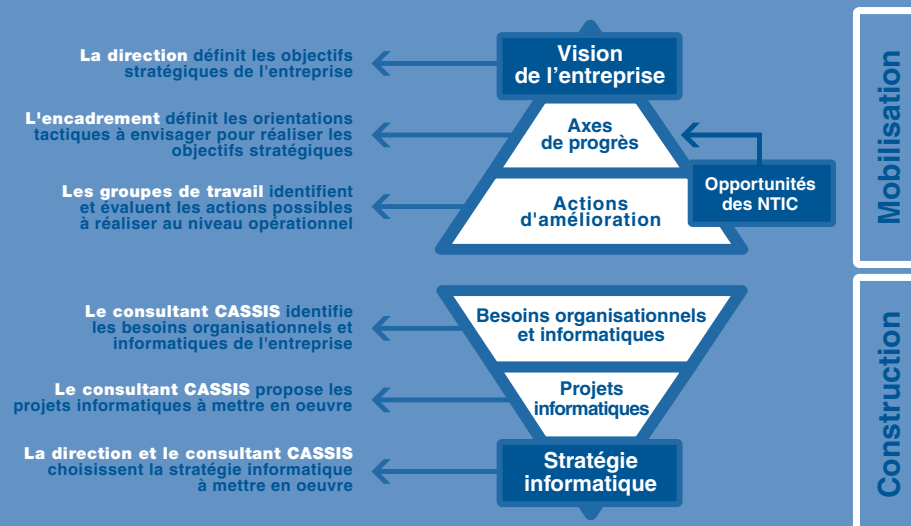 La direction définit les objectifs
stratégiques de l'entreprise
Vision
de l'entreprise
L'encadrement définit les orientations
tactiques à envisager pour réaliser les
objectifs stratégiques
Axes
de progrès
Opportunités
des NTIC
Les groupes de travail identifient
et évaluent les actions possibles
à réaliser au niveau opérationnel
Actions
d'amélioration
Mobilisation
Le consultant CASSIS identifie
les besoins organisationnels et
informatiques de l'entreprise
Besoins organisationnels
et informatiques
Le consultant CASSIS propose les
projets informatiques à mettre en oeuvre
Projets
informatiques
La direction et le consultant CASSIS
choisissent la stratégie informatique
à mettre en oeuvre
Stratégie
informatique
Construction